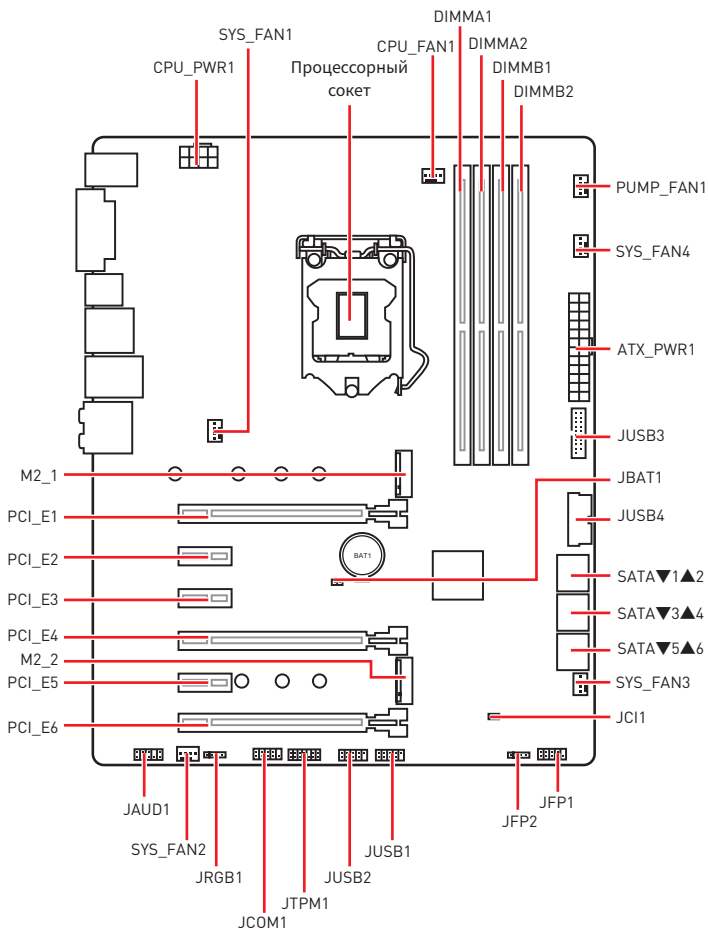 DIMMA1
SYS_FAN1
CPU_FAN1
DIMMA2
CPU_PWR1
Процессорный
сокет
DIMMB1
DIMMB2
PUMP_FAN1
SYS_FAN4
ATX_PWR1
JUSB3
M2_1
JBAT1
PCI_E1
JUSB4
PCI_E2
BAT1
SATA▼1▲2
PCI_E3
SATA▼3▲4
PCI_E4
SATA▼5▲6
M2_2
PCI_E5
SYS_FAN3
PCI_E6
JCI1
JAUD1
JFP1
SYS_FAN2
JFP2
JUSB1
JRGB1
JUSB2
JTPM1
JCOM1